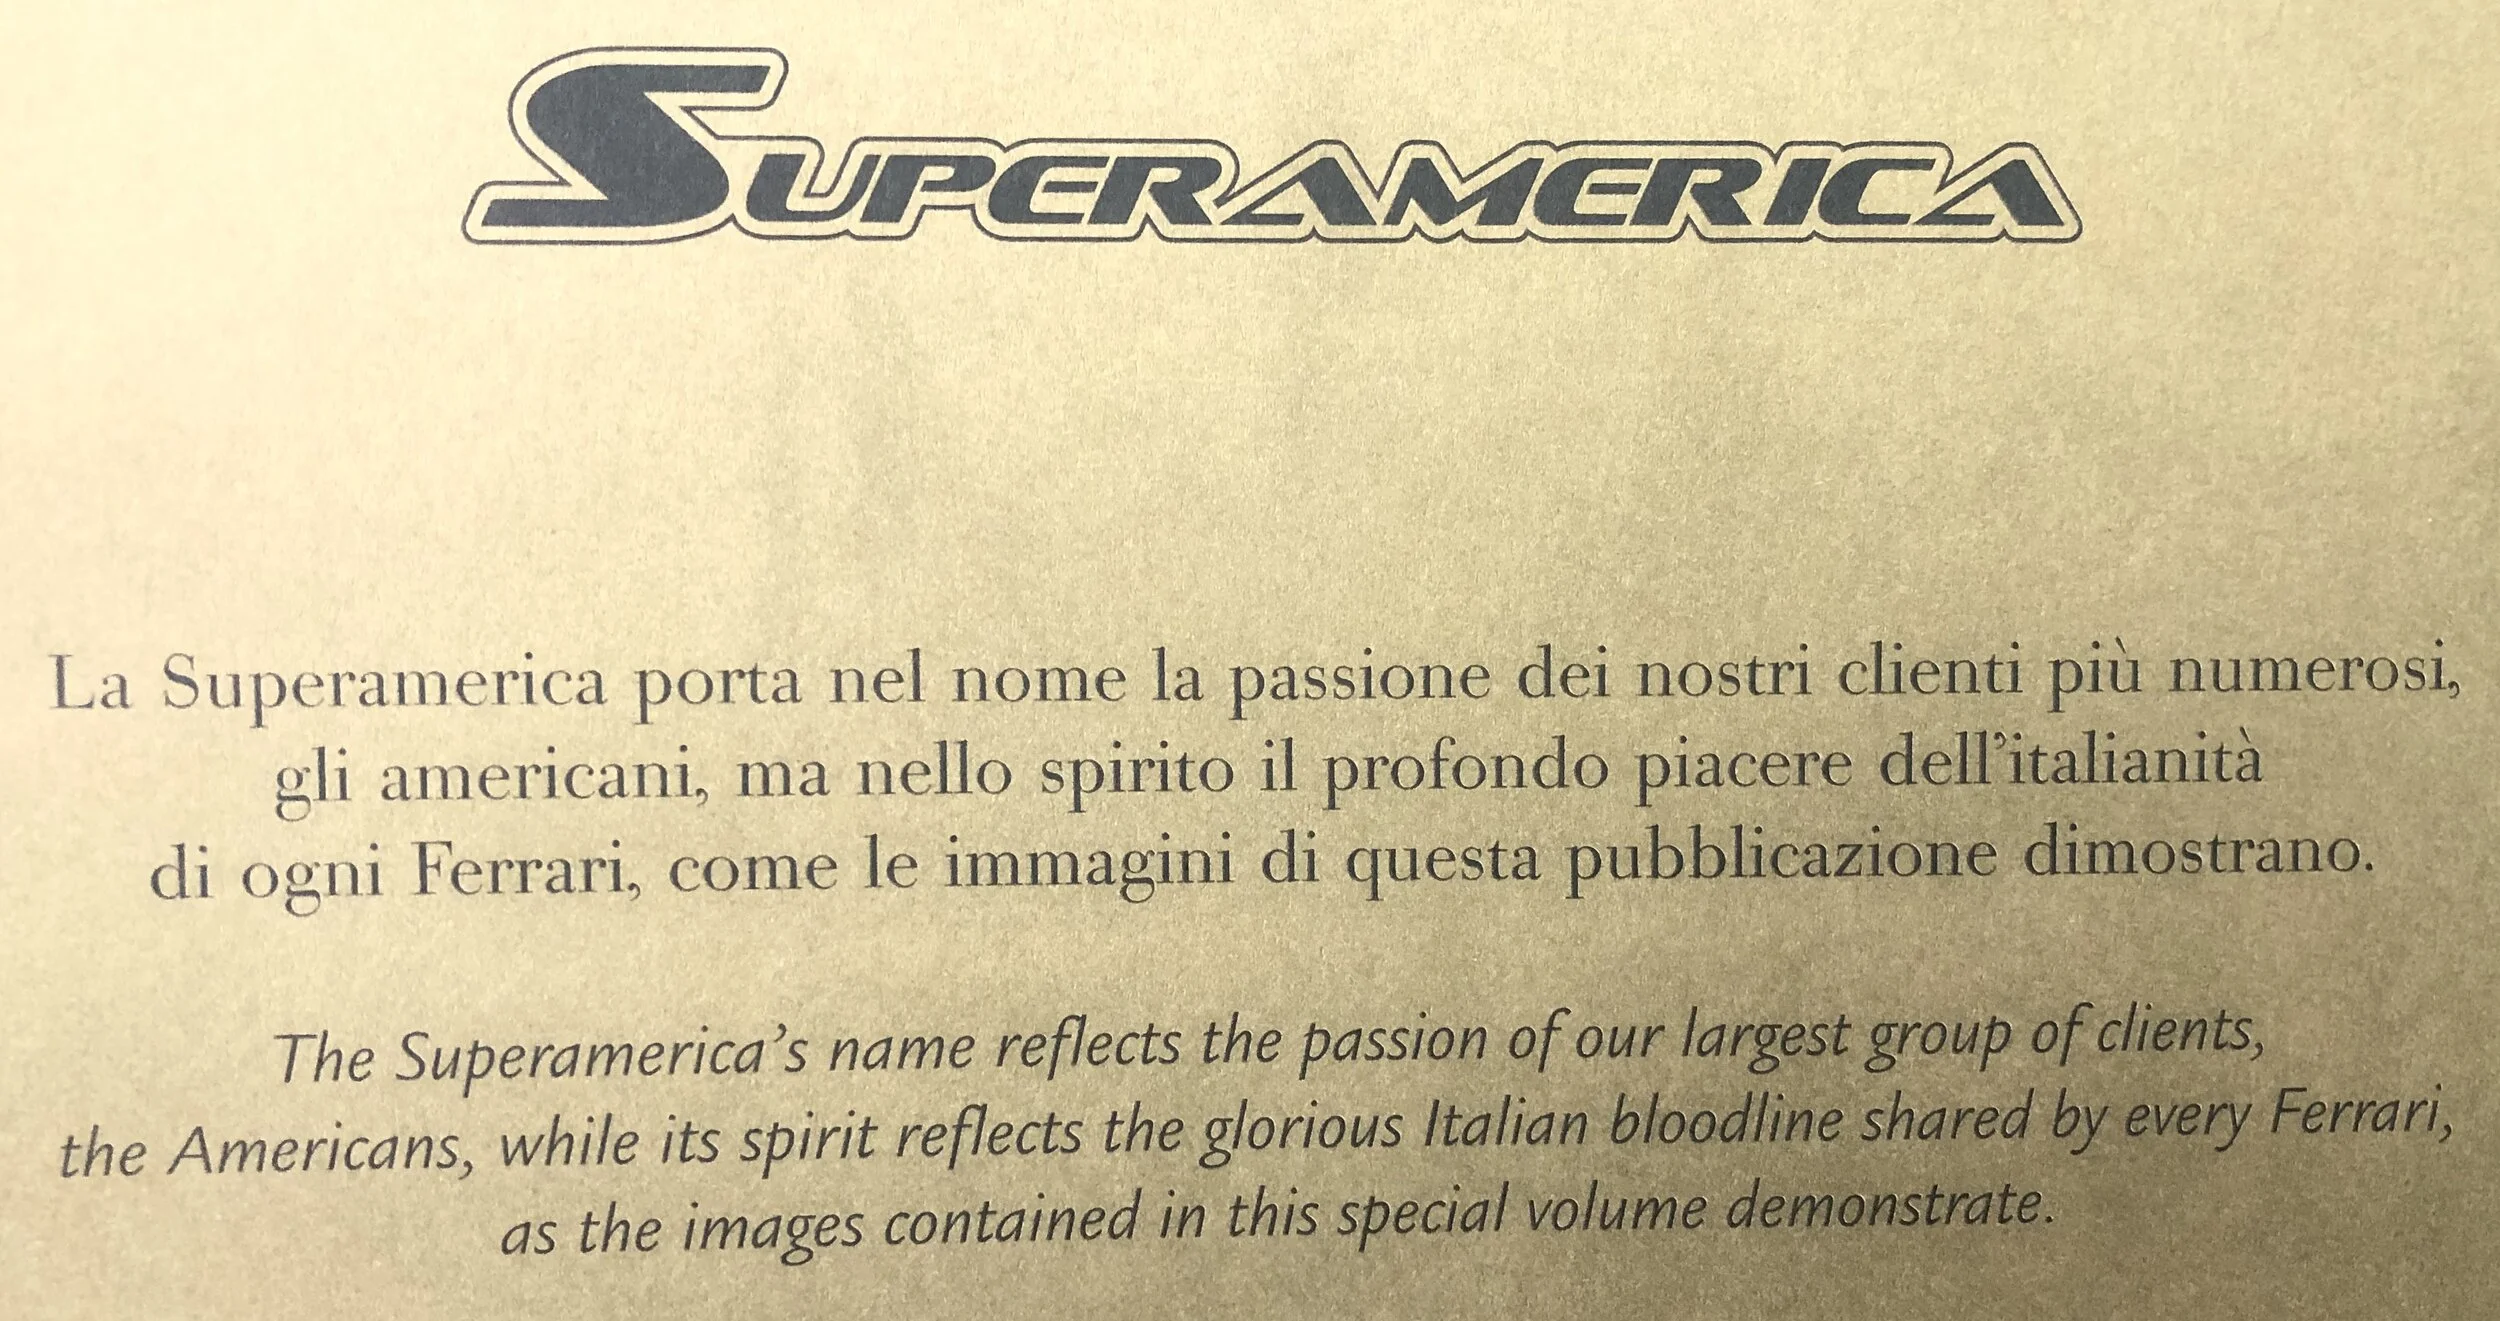 SUPERAMERICA
La Superamerica porta nel nome la passione dei nostri clienti più numerosi,
gli americani, ma nello spirito il profondo piacere dell’italianità
di ogni Ferrari, come le immagini di questa pubblicazione dimostrano.
The Superamerica’s name reflects the passion of our largest group of clients,
the Americans, while its spirit reflects the glorious Italian bloodline shared by every Ferrari,
as the images contained in this special volume demonstrate.